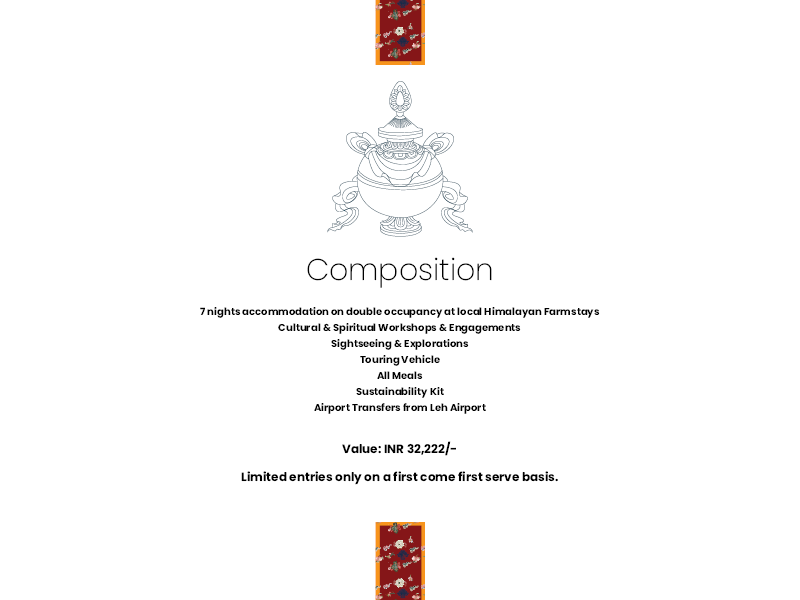 Composition
7 nights accommodation on double occupancy at local Himalayan Farmstays
Cultural & Spiritual Workshops & Engagements
Sightseeing & Explorations
Touring Vehicle
All Meals
Sustainability Kit
Airport Transfers from Leh Airport
Value: INR 32,222/-
Limited entries only on a first come first serve basis.